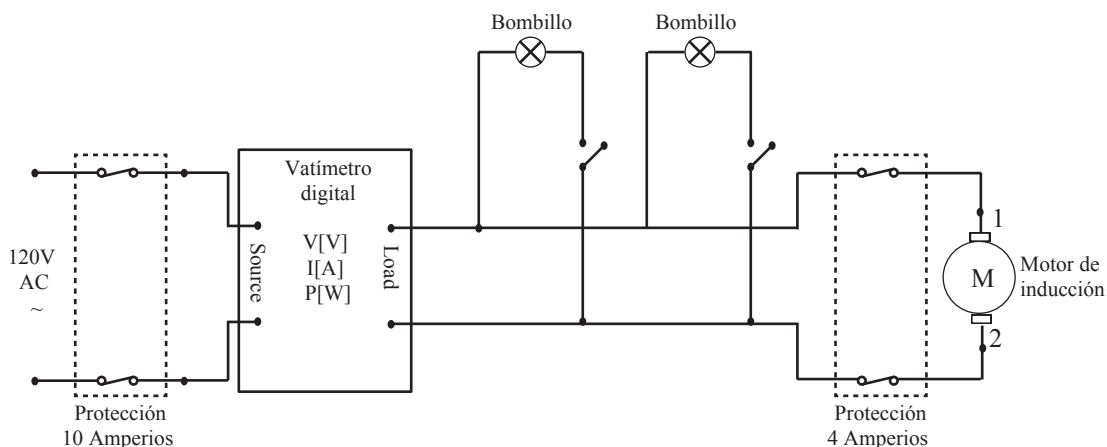 Bombillo
Bombillo
Vatímetro
digital
V[V]
I[A]
P[W]
Source
Load
120V
AC
~
1
M
2
Motor de
inducción
Protección
10 Amperios
Protección
4 Amperios